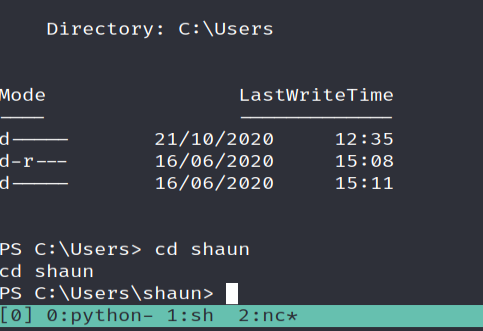 Directory: C:\Users
Mode LastWriteTime
---- -------------
d----- 21/10/2020 12:35
d-r--- 16/06/2020 15:08
d----- 16/06/2020 15:11
PS C:\Users> cd shaun
cd shaun
PS C:\Users\shaun>
[0] 0:python- 1:sh 2:nc*